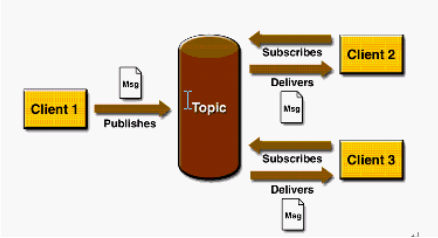 Client 1
Msg
Publishes
Topic
Subscribes
Client 2
Delivers
Msg
Subscribes
Client 3
Delivers
Msg